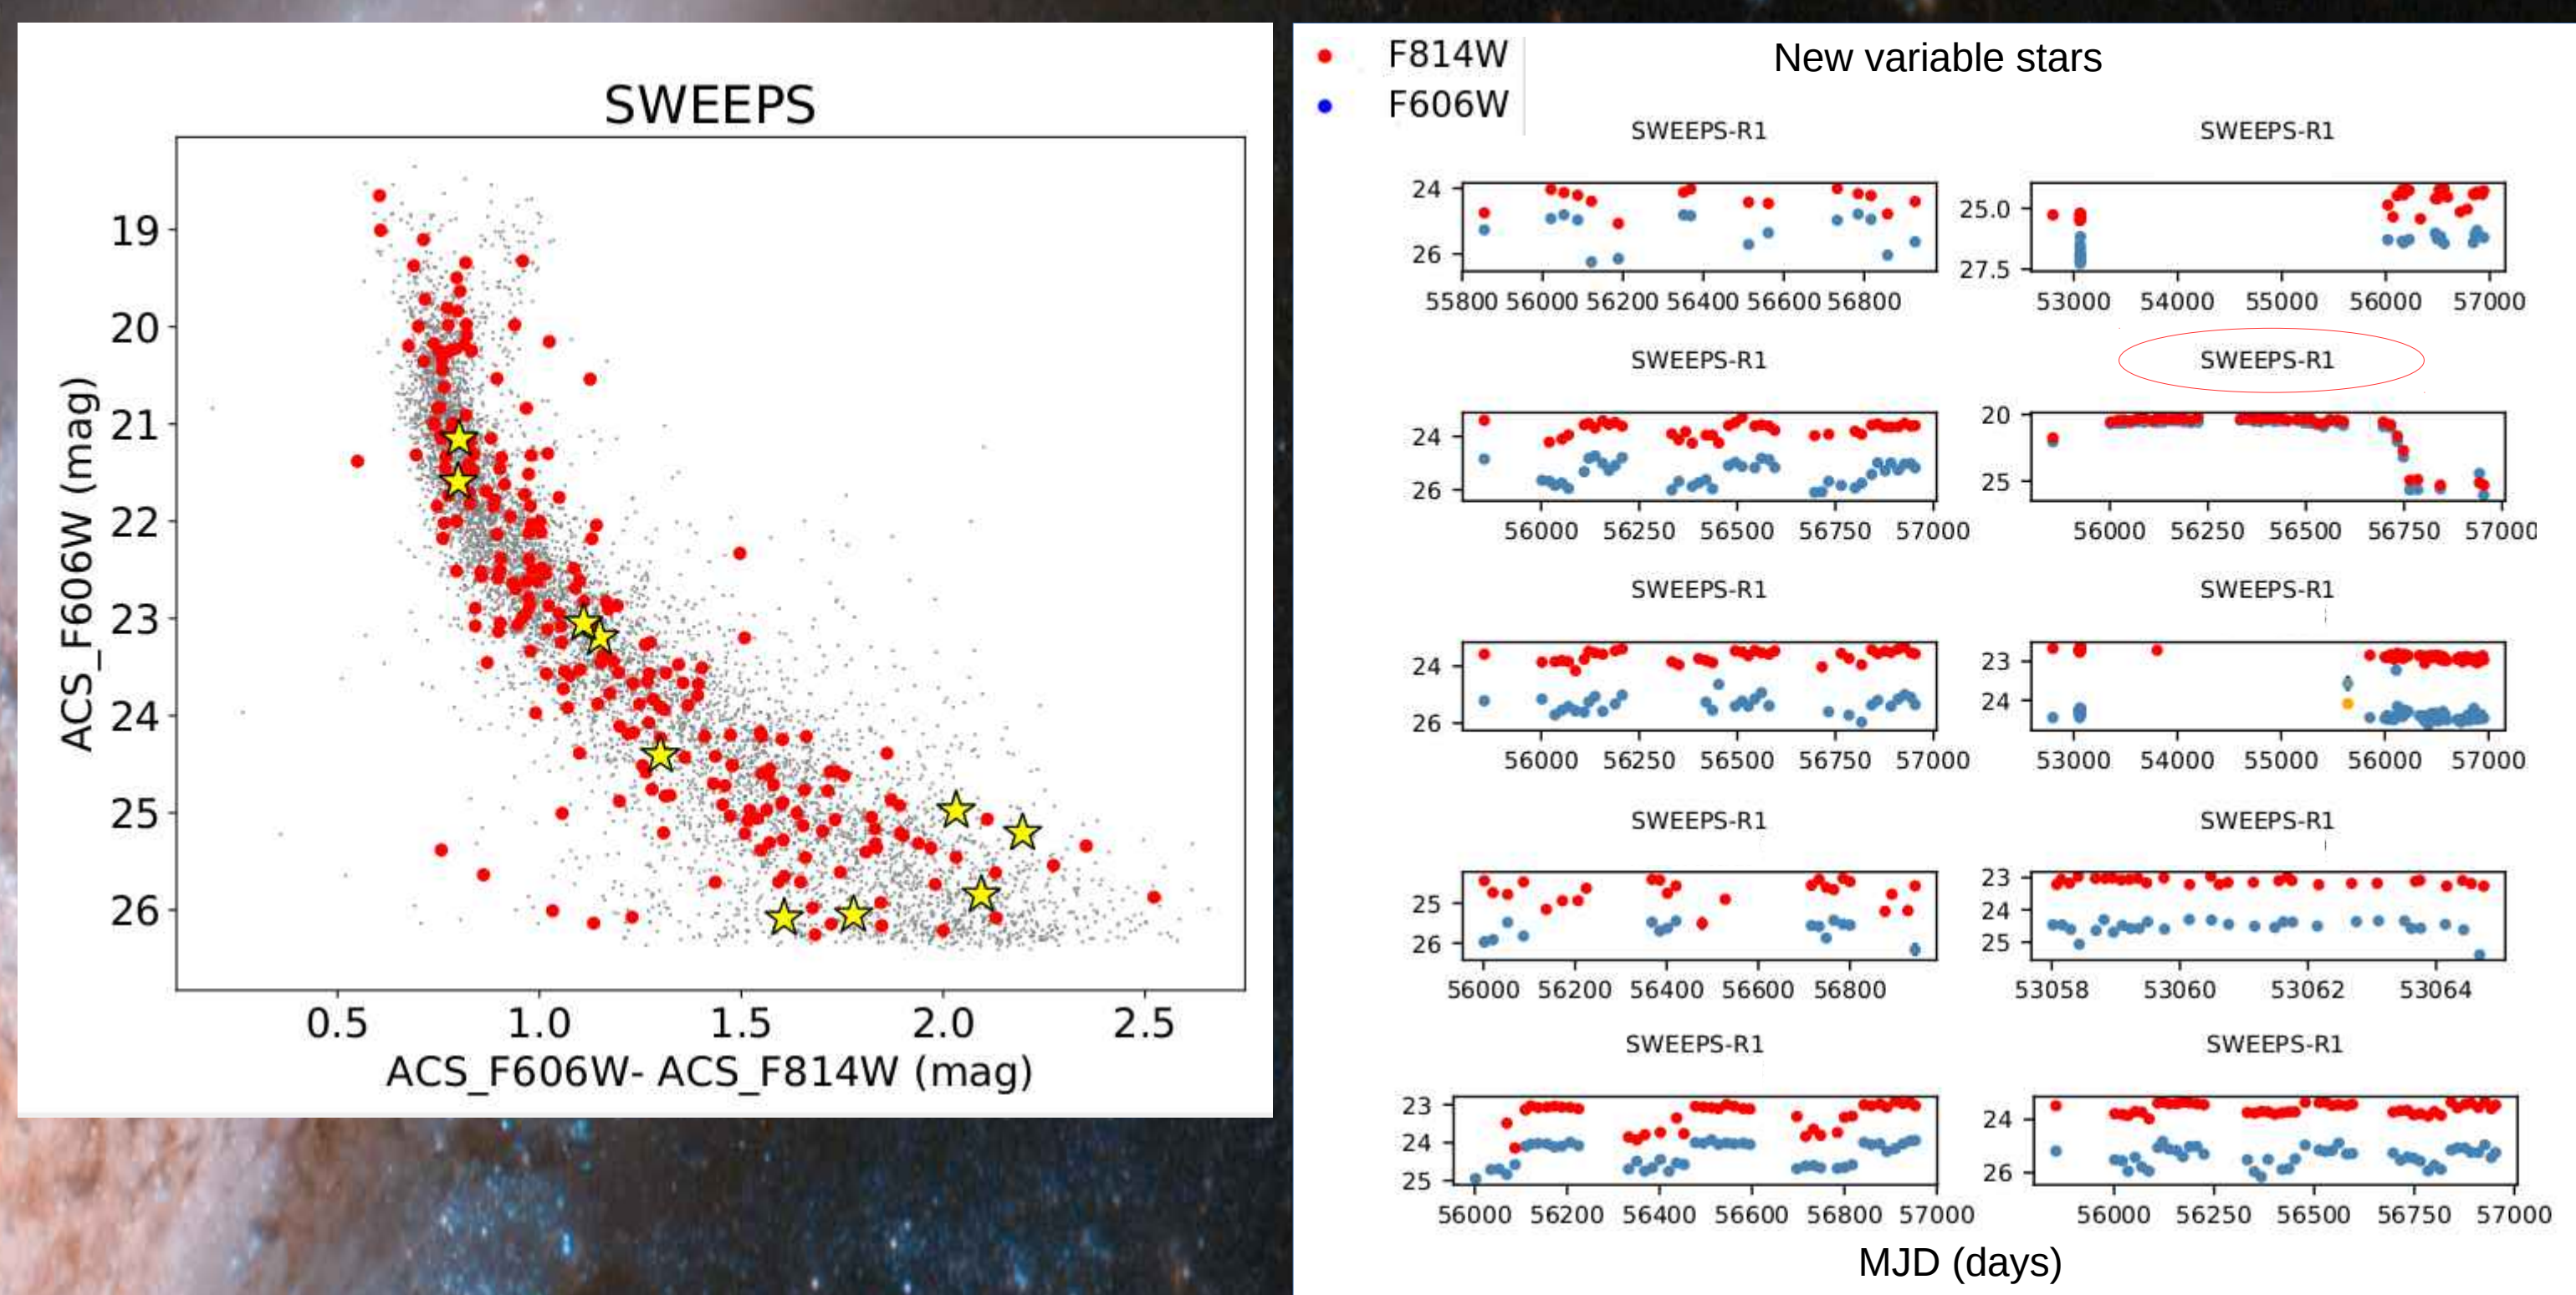 SWEEPS
19
20
21
22
23
24
25
26
ACS_F606W (mag)
0.5 1.0 1.5 2.0 2.5
ACS_F606W- ACS_F814W (mag)
F814W
F606W
New variable stars
SWEEPS-R1
24
26
55800 56000 56200 56400 56600 56800
SWEEPS-R1
25.0
27.5
53000 54000 55000 56000 57000
SWEEPS-R1
24
26
56000 56250 56500 56750 57000
SWEEPS-R1
20
25
56000 56250 56500 56750 57000
SWEEPS-R1
24
26
56000 56250 56500 56750 57000
SWEEPS-R1
23
24
53000 54000 55000 56000 57000
SWEEPS-R1
25
26
56000 56200 56400 56600 56800
SWEEPS-R1
23
24
25
53058 53060 53062 53064
SWEEPS-R1
23
24
25
56000 56200 56400 56600 56800 57000
SWEEPS-R1
24
26
56000 56250 56500 56750 57000
MJD (days)